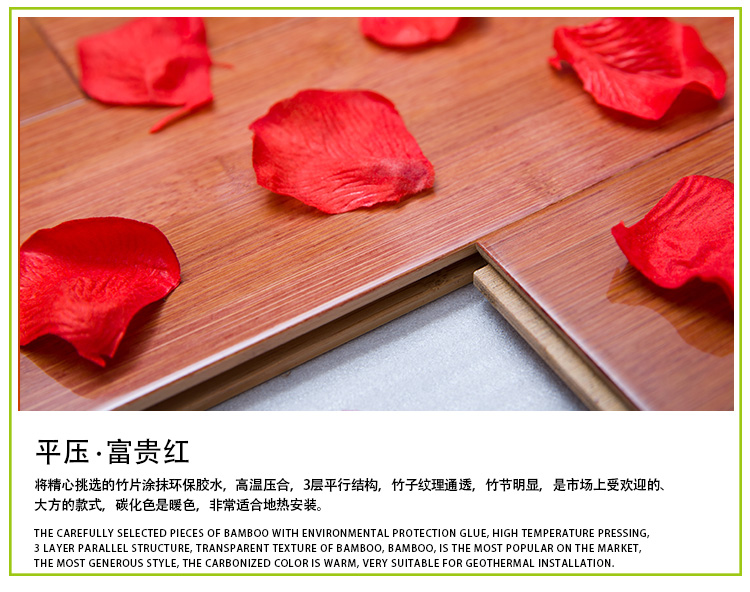 平压·富贵红
将精心挑选的竹片涂抹环保胶水，高温压合，3层平行结构，竹子纹理通透，竹节明显，是市场上受欢迎的、
大方的款式，碳化色是暖色，非常适合地热安装。
THE CAREFULLY SELECTED PIECES OF BAMBOO WITH ENVIRONMENTAL PROTECTION GLUE, HIGH TEMPERATURE PRESSING,
3 LAYER PARALLEL STRUCTURE, TRANSPARENT TEXTURE OF BAMBOO, BAMBOO, IS THE MOST POPULAR ON THE MARKET,
THE MOST GENEROUS STYLE, THE CARBONIZED COLOR IS WARM, VERY SUITABLE FOR GEOTHERMAL INSTALLATION.